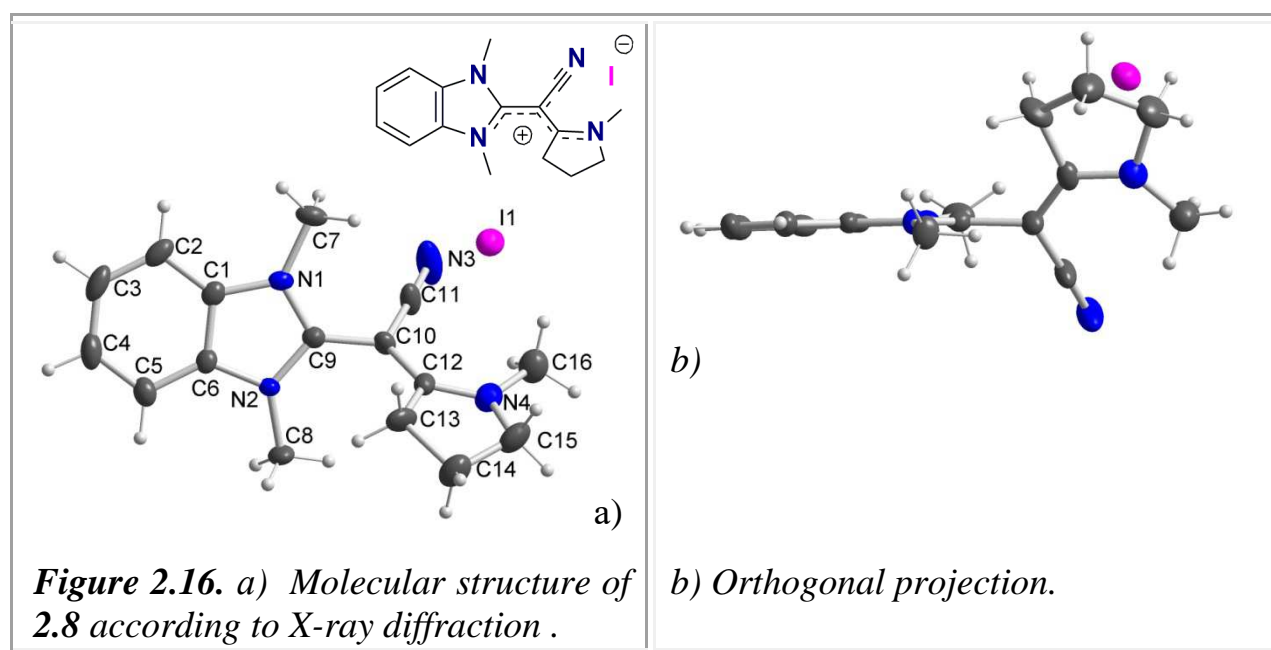 N
N
N
N
I
⊖
⊕
I1
C7
C2
N3
C1
N1
C3
C11
C10
C9
C4
C12
C16
C5
C6
N2
N4
C13
C8
C15
C14
a)
Figure 2.16. a) Molecular structure of
2.8 according to X-ray diffraction .
b)
b) Orthogonal projection.